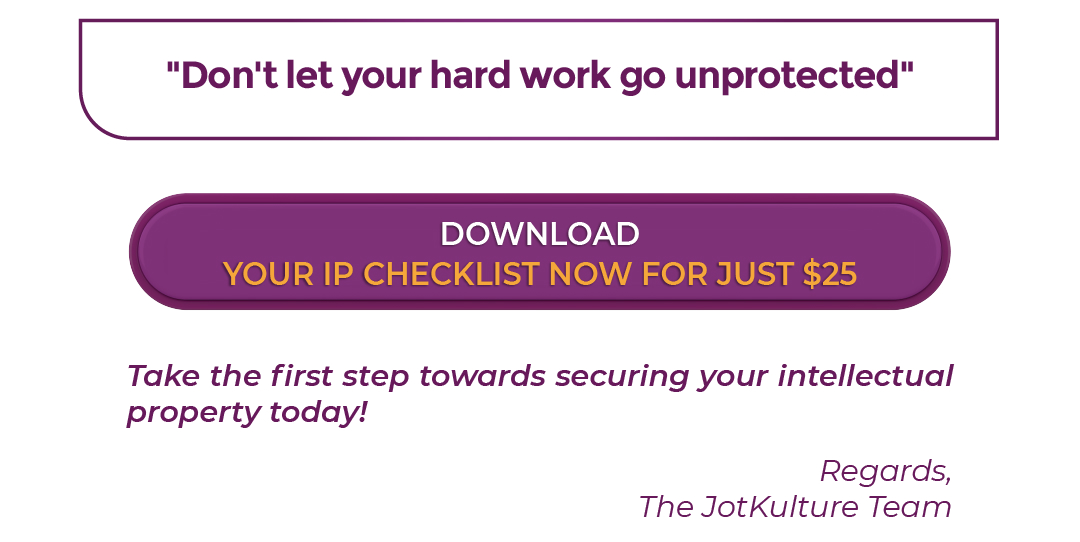 "Don't let your hard work go unprotected"
DOWNLOAD
YOUR IP CHECKLIST NOW FOR JUST $25
Take the first step towards securing your intellectual
property today!
Regards,
The JotKulture Team